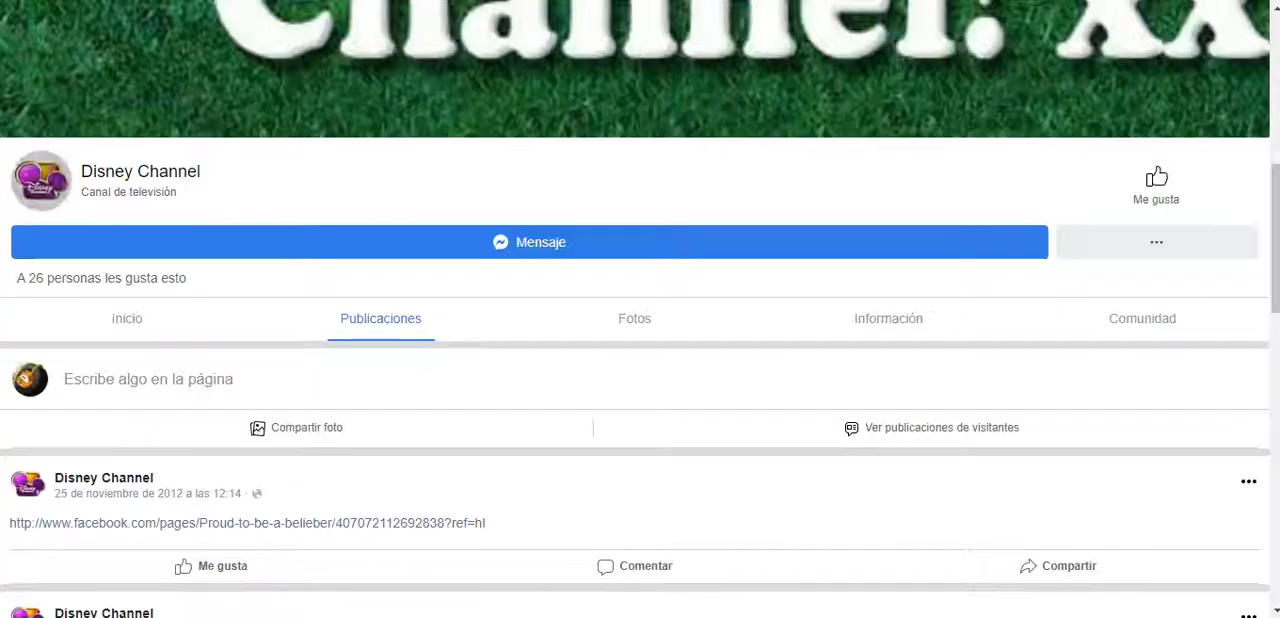 Channel: xx
Disney Channel
Canal de televisión
Me gusta
Mensaje
A 26 personas les gusta esto
Inicio
Publicaciones
Fotos
Información
Comunidad
Escribe algo en la página
Compartir foto
Ver publicaciones de visitantes
Disney Channel
25 de noviembre de 2012 a las 12:14 ·
http://www.facebook.com/pages/Proud-to-be-a-belieber/407072112692838?ref=hl
Me gusta
Comentar
Compartir
Disney Channel